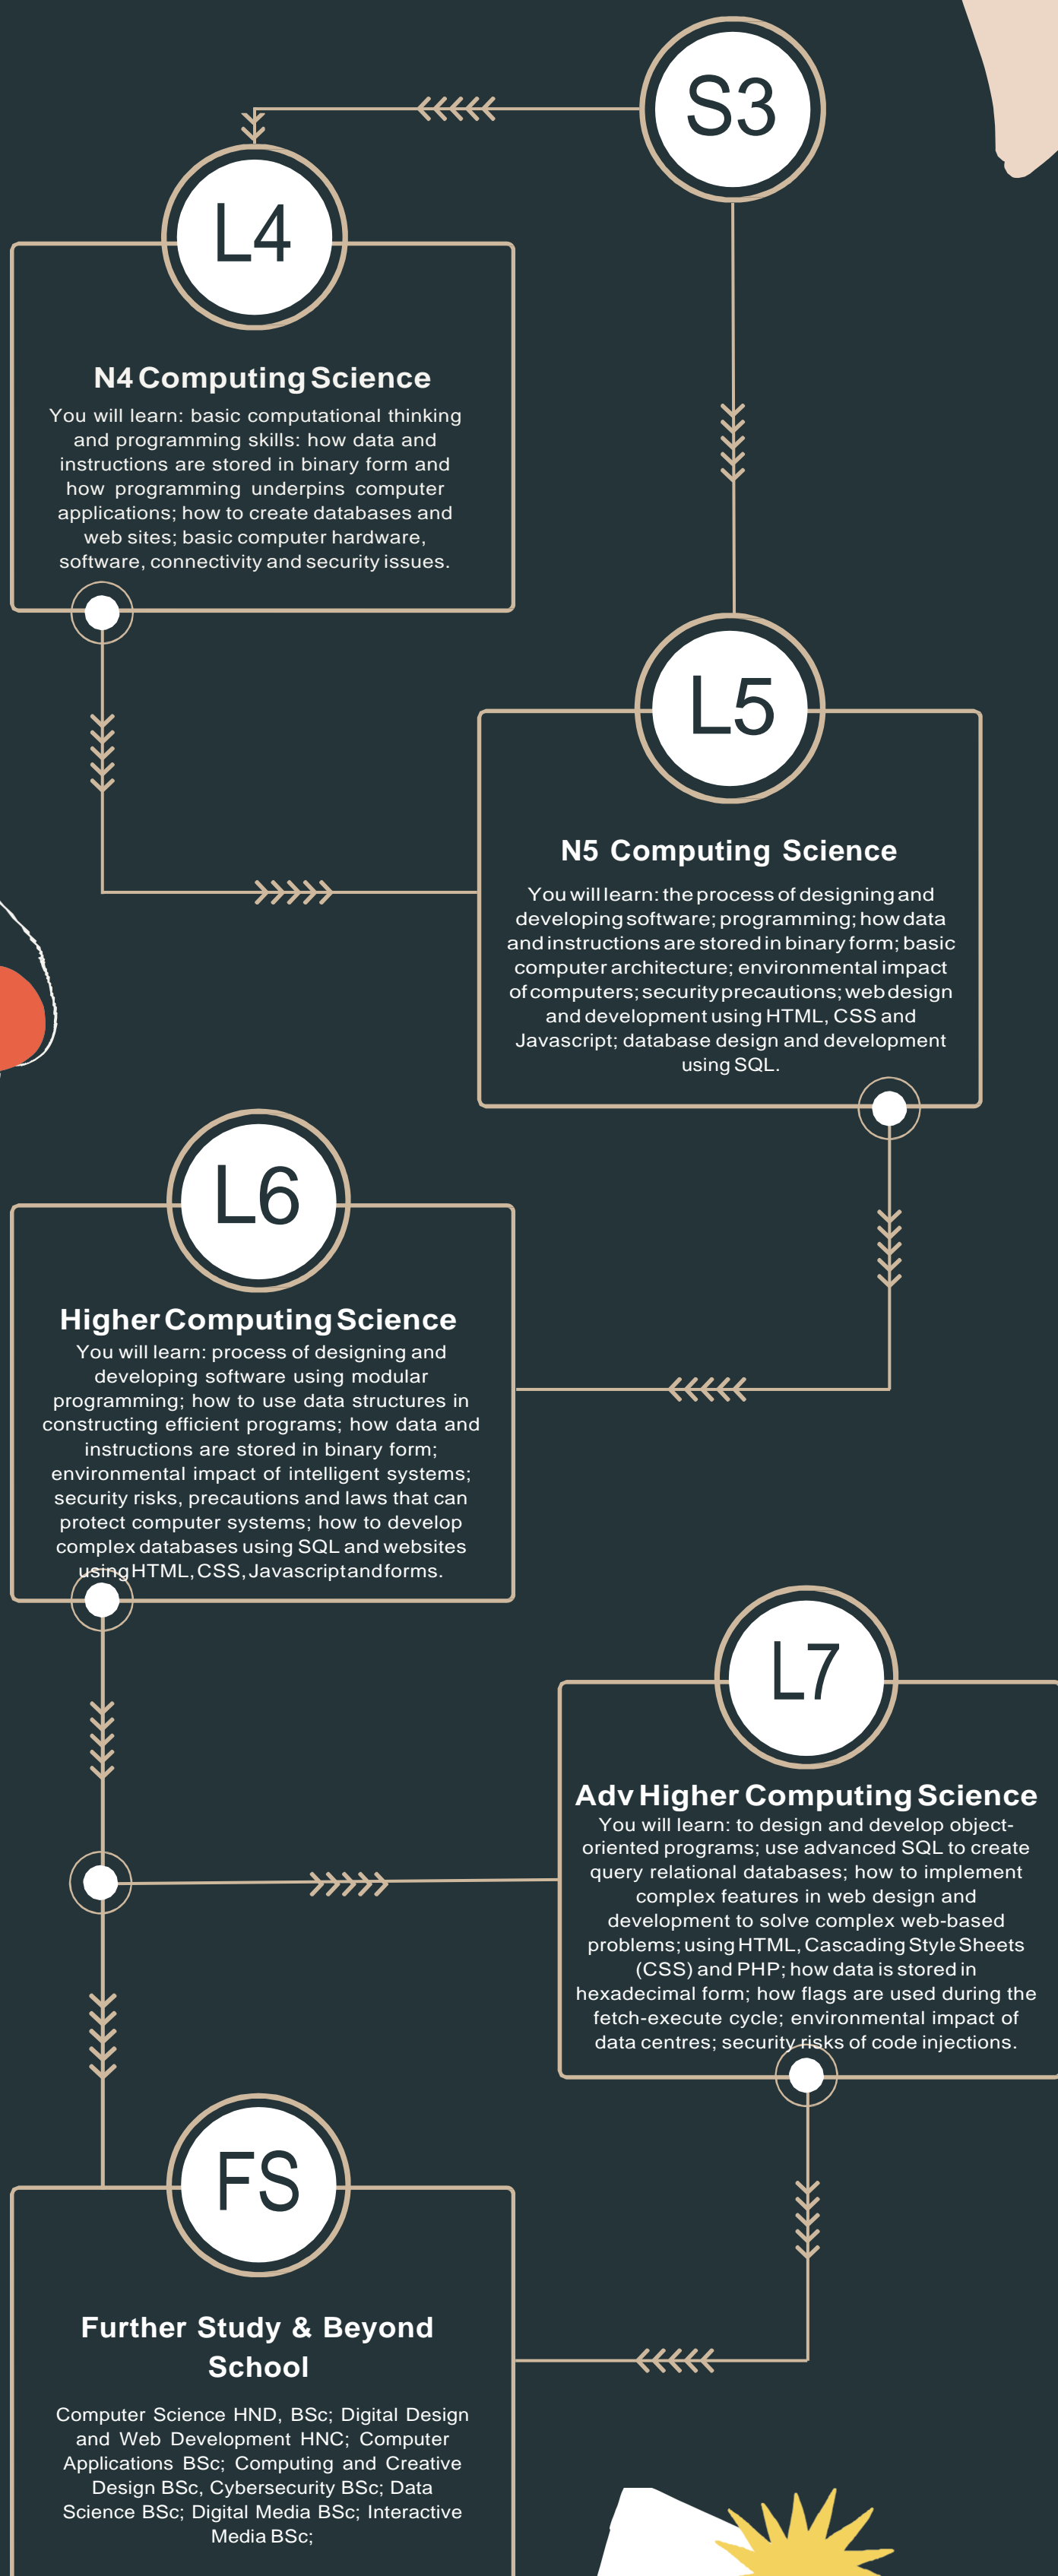 S3
L4
N4 Computing Science
You will learn: basic computational thinking
and programming skills: how data and
instructions are stored in binary form and
how programming underpins computer
applications; how to create databases and
web sites; basic computer hardware,
software, connectivity and security issues.
L5
N5 Computing Science
You will learn: the process of designing and
developing software; programming; how data
and instructions are stored in binary form; basic
computer architecture; environmental impact
of computers; security precautions; web design
and development using HTML, CSS and
Javascript; database design and development
using SQL.
L6
Higher Computing Science
You will learn: process of designing and
developing software using modular
programming; how to use data structures in
constructing efficient programs; how data and
instructions are stored in binary form;
environmental impact of intelligent systems;
security risks, precautions and laws that can
protect computer systems; how to develop
complex databases using SQL and websites
using HTML, CSS, Javascript and forms.
L7
Adv Higher Computing Science
You will learn: to design and develop object-
oriented programs; use advanced SQL to create
query relational databases; how to implement
complex features in web design and
development to solve complex web-based
problems; using HTML, Cascading Style Sheets
(CSS) and PHP; how data is stored in
hexadecimal form; how flags are used during the
fetch-execute cycle; environmental impact of
data centres; security risks of code injections.
FS
Further Study & Beyond
School
Computer Science HND, BSc; Digital Design
and Web Development HNC; Computer
Applications BSc; Computing and Creative
Design BSc, Cybersecurity BSc; Data
Science BSc; Digital Media BSc; Interactive
Media BSc;